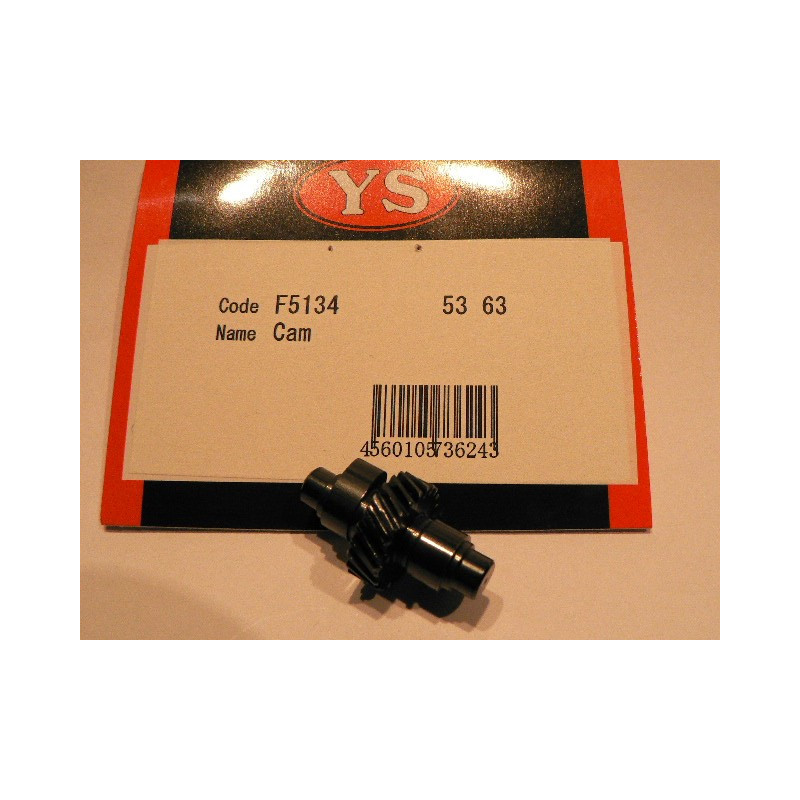 YS
Code F5134 53 63
Name Cam
4560105736243